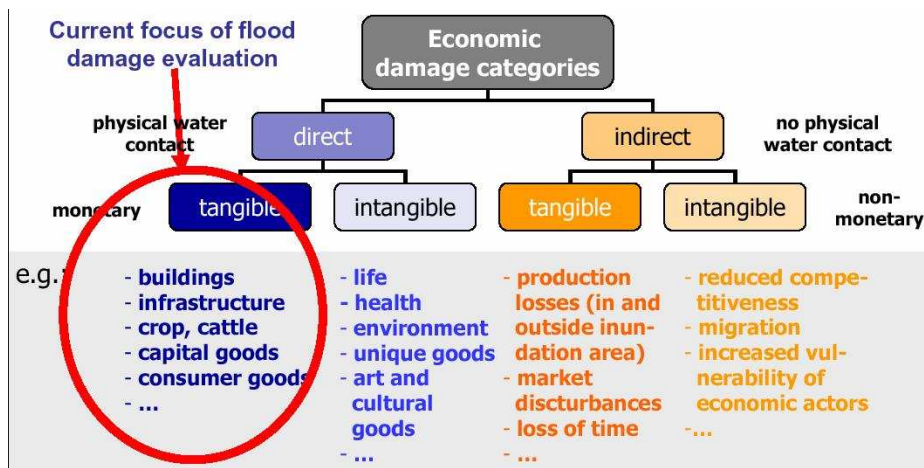 Current focus of flood
damage evaluation
Economic
damage categories
physical water
contact
direct
indirect
no physical
water contact
monetary
tangible
intangible
tangible
intangible
non-
monetary
e.g.:
- buildings
- infrastructure
- crop, cattle
- capital goods
- consumer goods
- ...
- life
- health
- environment
- unique goods
- art and
cultural
goods
- ...
- production
losses (in and
outside inun-
dation area)
- market
discturbances
- loss of time
- ...
- reduced compe-
titiveness
- migration
- increased vul-
nerability of
economic actors
-...